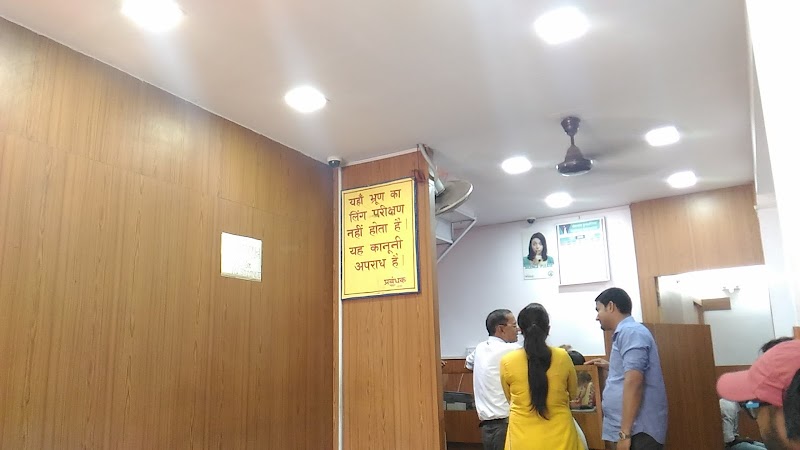 यहाँ भ्रूण का
लिंग परीक्षण
नहीं होता है।
यह कानूनी
अपराध हैं।
प्रबंधक